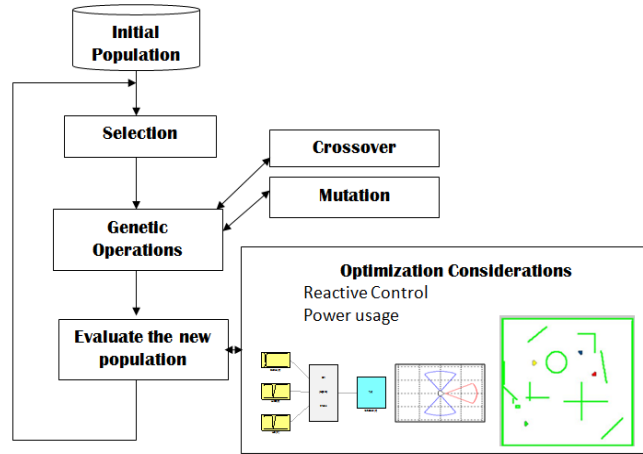 Initial
Population
Selection
Crossover
Mutation
Genetic
Operations
Optimization Considerations
Reactive Control
Power usage
Evaluate the new
population